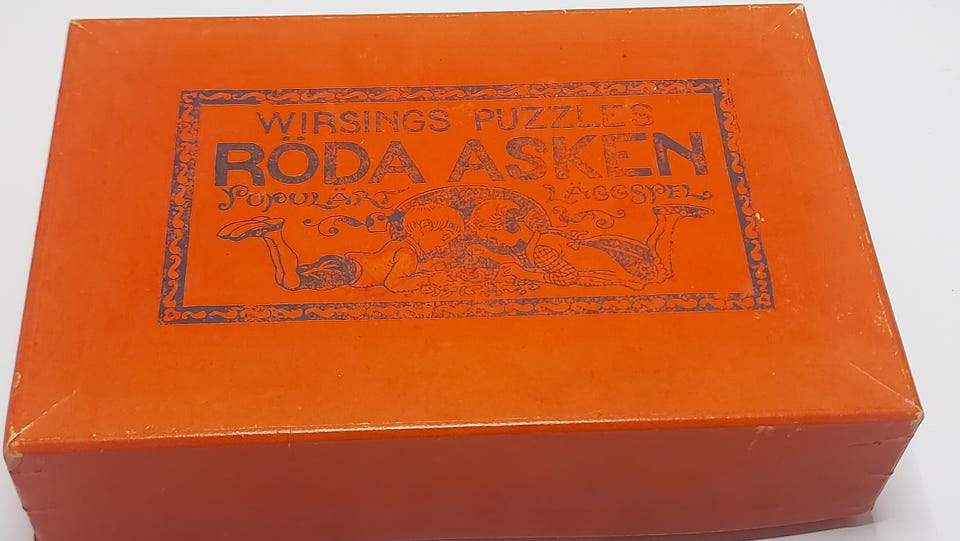 WIRSINGS PUZZLES
RÖDA ASKEN
POPULÄRT LÄGGSPEL